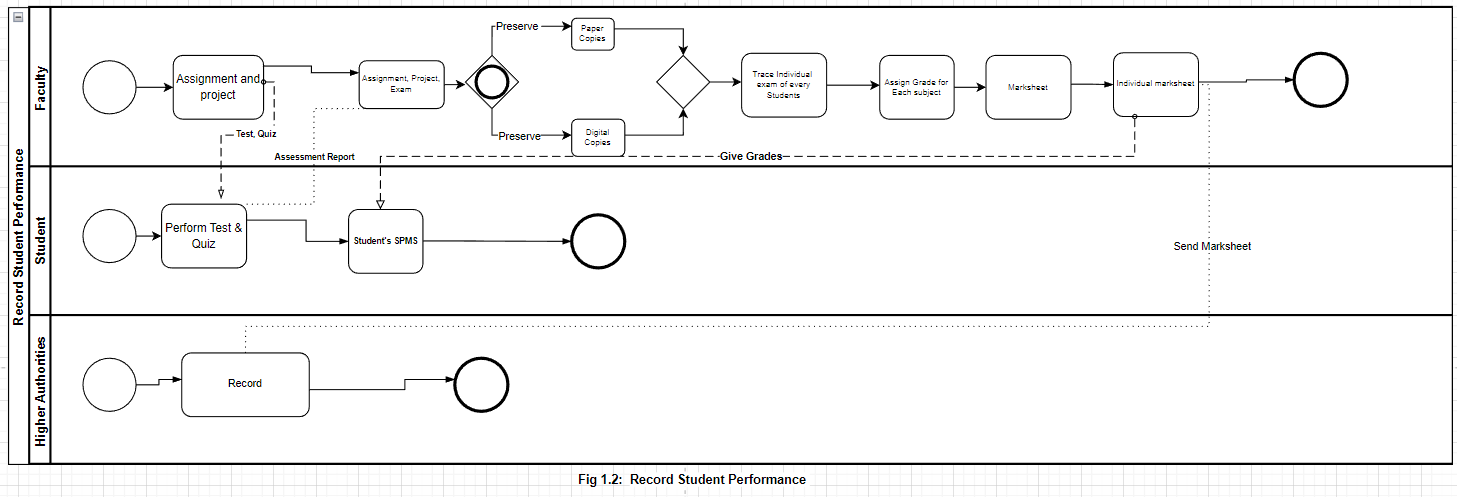 Record Student Performance
Faculty
Assignment and
project
Assignment, Project,
Exam
Preserve
Paper
Copies
Preserve
Digital
Copies
Trace Individual
exam of every
Students
Assign Grade for
Each subject
Marksheet
Individual marksheet
Test, Quiz
Assessment Report
Give Grades
Student
Perform Test &
Quiz
Student's SPMS
Send Marksheet
Higher Authorities
Record
Fig 1.2: Record Student Performance